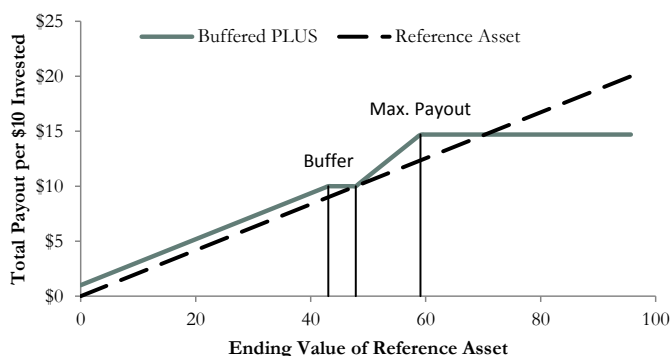 $25
Buffered PLUS
Reference Asset
$20
Max. Payout
$15
Buffer
$10
$5
$0
0
20
40
60
80
100
Total Payout per $10 Invested
Ending Value of Reference Asset